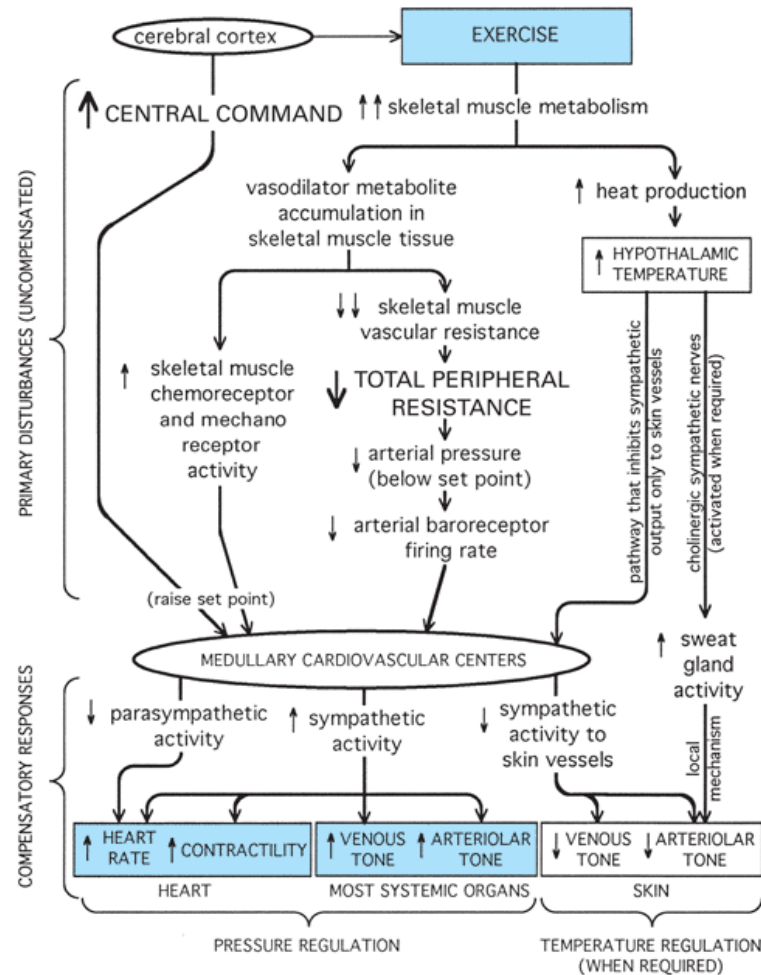 cerebral cortex
EXERCISE
↑ CENTRAL COMMAND
↑ ↑ skeletal muscle metabolism
vasodilator metabolite
accumulation in
skeletal muscle tissue
↑ heat production
↑ HYPOTHALAMIC
TEMPERATURE
↓ ↓ skeletal muscle
vascular resistance
↑ skeletal muscle
chemoreceptor
and mechano
receptor
activity
↓ TOTAL PERIPHERAL
RESISTANCE
↓ arterial pressure
(below set point)
↓ arterial baroreceptor
firing rate
pathway that inhibits sympathetic
output only to skin vessels
cholinergic sympathetic nerves
(activated when required)
PRIMARY DISTURBANCES (UNCOMPENSATED)
(raise set point)
MEDULLARY CARDIOVASCULAR CENTERS
↑ sweat
gland
activity
COMPENSATORY RESPONSES
↓ parasympathetic
activity
↑ sympathetic
activity
↓ sympathetic
activity to
skin vessels
local
mechanism
↑ HEART
RATE
↑ CONTRACTILITY
↑ VENOUS
TONE
↑ ARTERIOLAR
TONE
↓ VENOUS
TONE
↓ ARTERIOLAR
TONE
HEART
MOST SYSTEMIC ORGANS
SKIN
PRESSURE REGULATION
TEMPERATURE REGULATION
(WHEN REQUIRED)